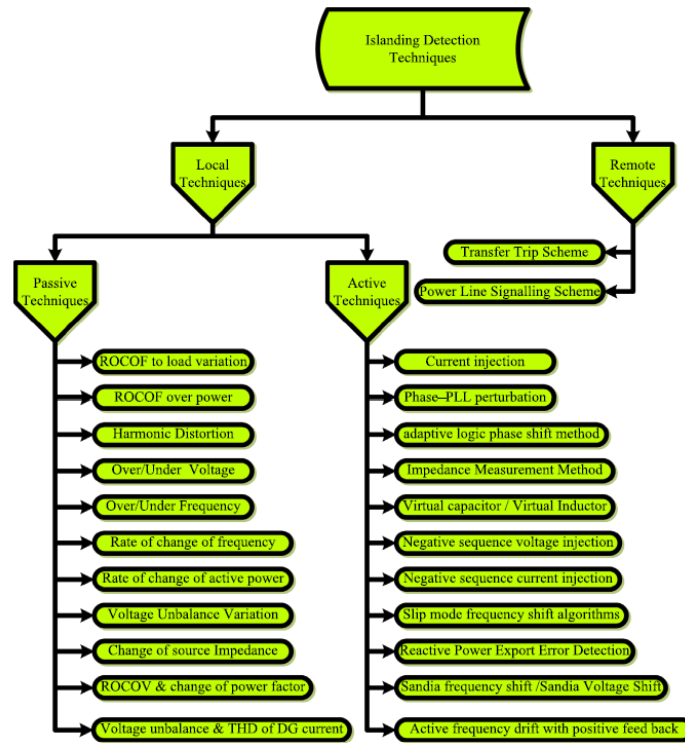 Islanding Detection
Techniques
Local
Techniques
Remote
Techniques
Transfer Trip Scheme
Power Line Signalling Scheme
Passive
Techniques
Active
Techniques
ROCOF to load variation
ROCOF over power
Harmonic Distortion
Over/Under Voltage
Over/Under Frequency
Rate of change of frequency
Rate of change of active power
Voltage Unbalance Variation
Change of source Impedance
ROCOV & change of power factor
Voltage unbalance & THD of DG current
Current injection
Phase–PLL perturbation
adaptive logic phase shift method
Impedance Measurement Method
Virtual capacitor / Virtual Inductor
Negative sequence voltage injection
Negative sequence current injection
Slip mode frequency shift algorithms
Reactive Power Export Error Detection
Sandia frequency shift /Sandia Voltage Shift
Active frequency drift with positive feed back